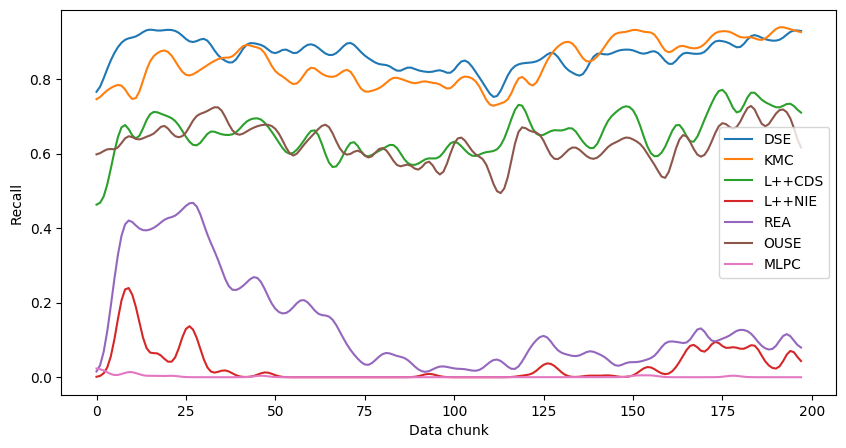 Recall
0.8
0.6
0.4
0.2
0.0
0
25
50
75
100
125
150
175
200
Data chunk
DSE
KMC
L++CDS
L++NIE
REA
OUSE
MLPC